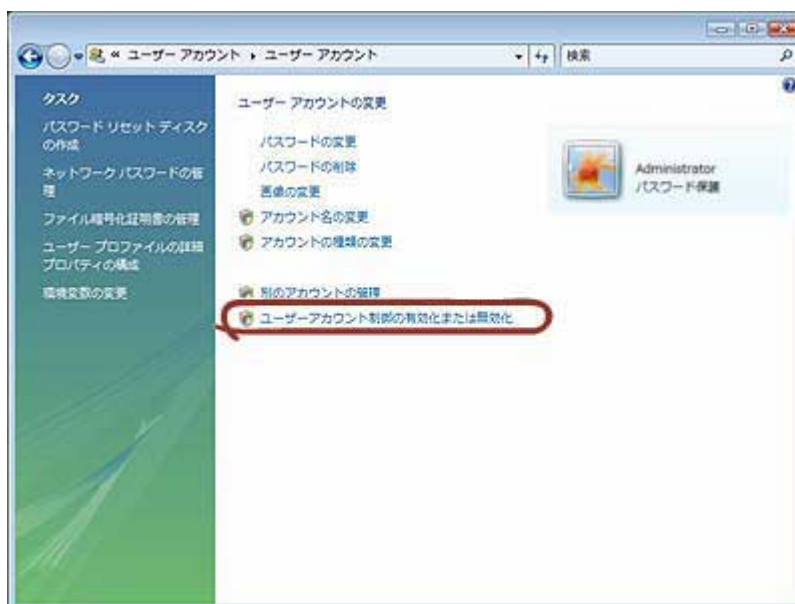 « ユーザー アカウント ▸ ユーザー アカウント
検索
タスク
パスワード リセット ディスク
の作成
ネットワーク パスワードの管
理
ファイル暗号化証明書の管理
ユーザー プロファイルの詳細
プロパティの構成
環境変数の変更
ユーザー アカウントの変更
パスワードの変更
パスワードの削除
画像の変更
アカウント名の変更
アカウントの種類の変更
別のアカウントの管理
ユーザーアカウント制御の有効化または無効化
Administrator
パスワード保護